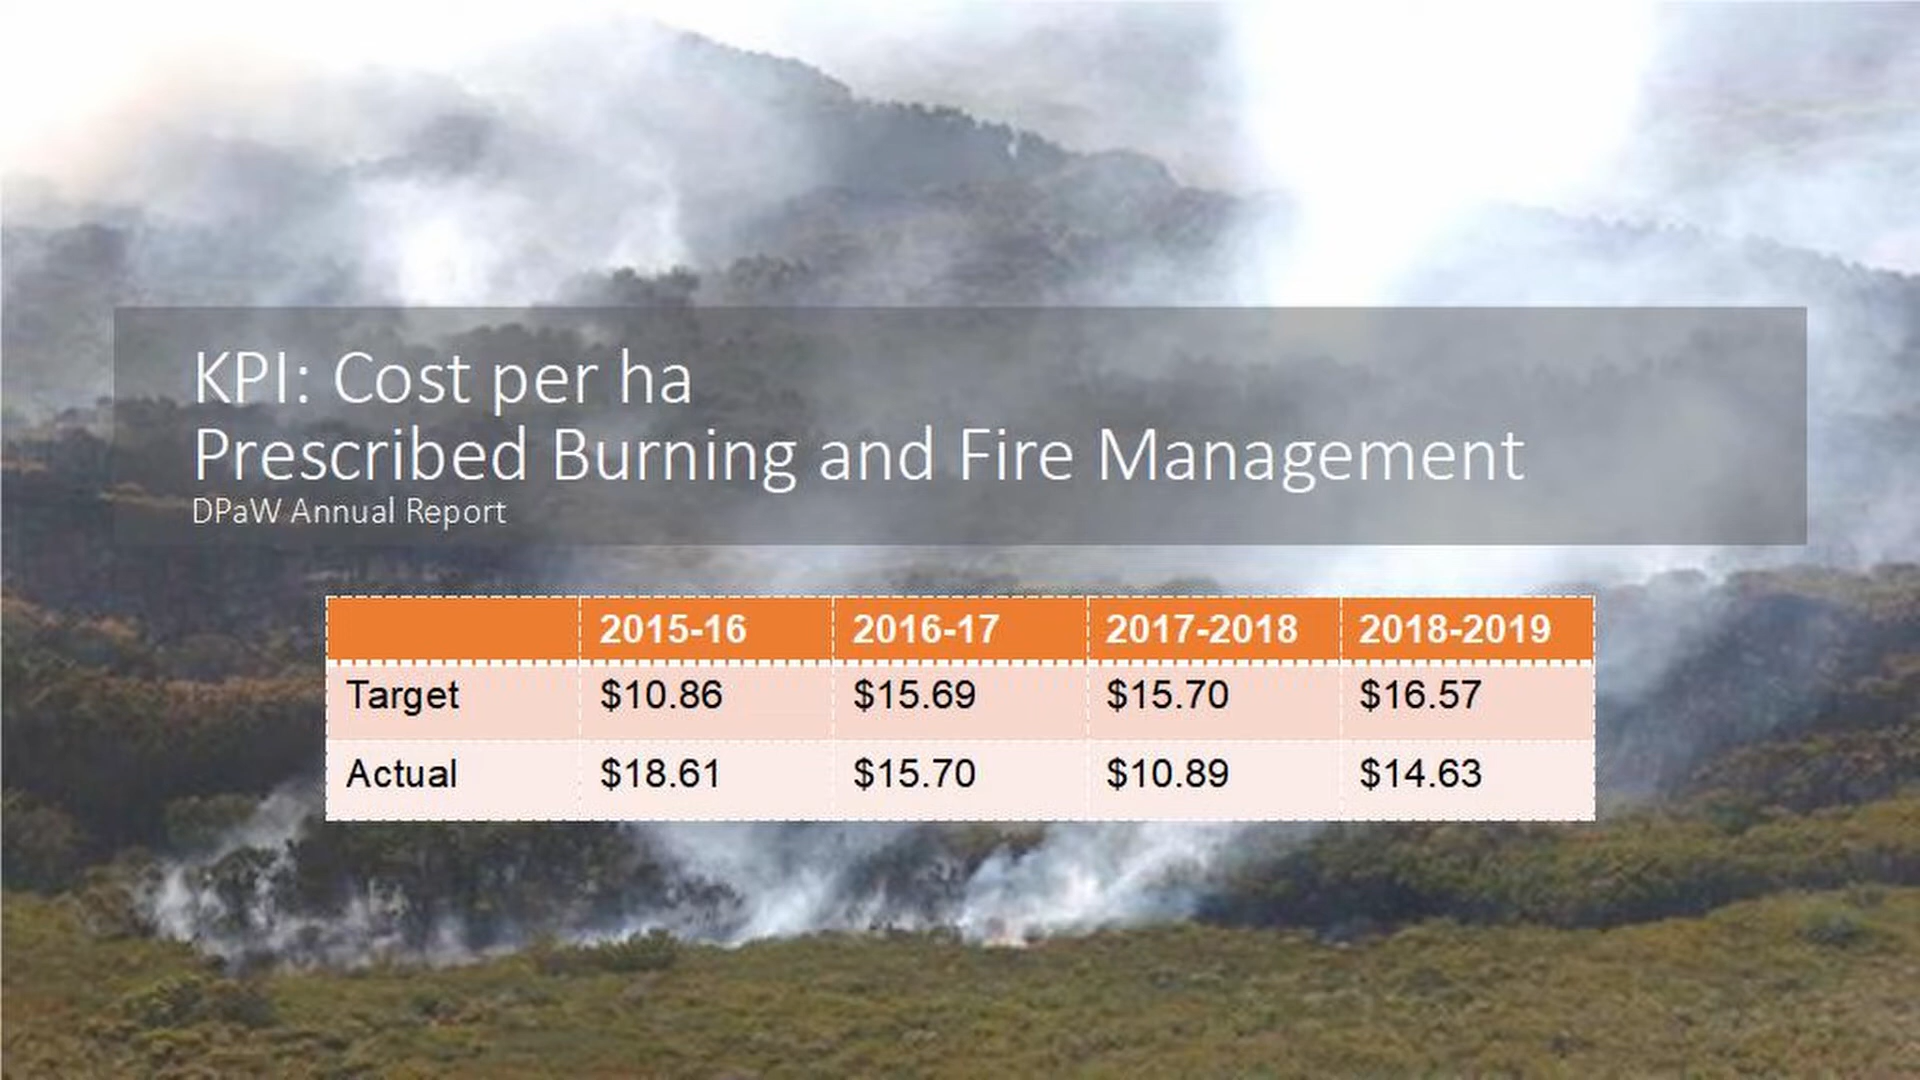 KPI: Cost per ha
Prescribed Burning and Fire Management
DPaW Annual Report
2015-16 2016-17 2017-2018 2018-2019
Target $10.86 $15.69 $15.70 $16.57
Actual $18.61 $15.70 $10.89 $14.63